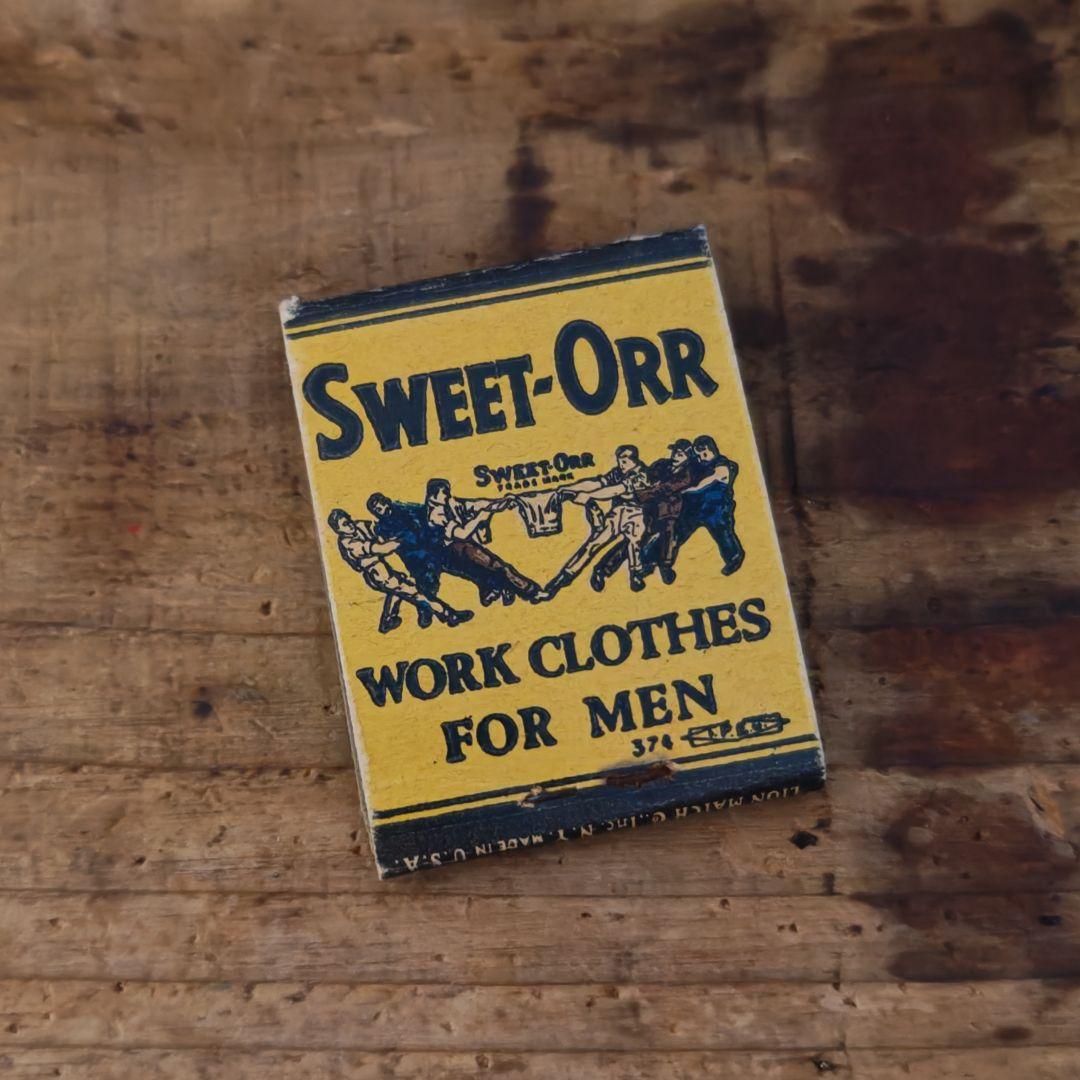 SWEET-ORR
SWEET-ORR
TRADE MARK
WORK CLOTHES
FOR MEN
374
LION MATCH Co., INC. N.Y. MADE IN U.S.A.